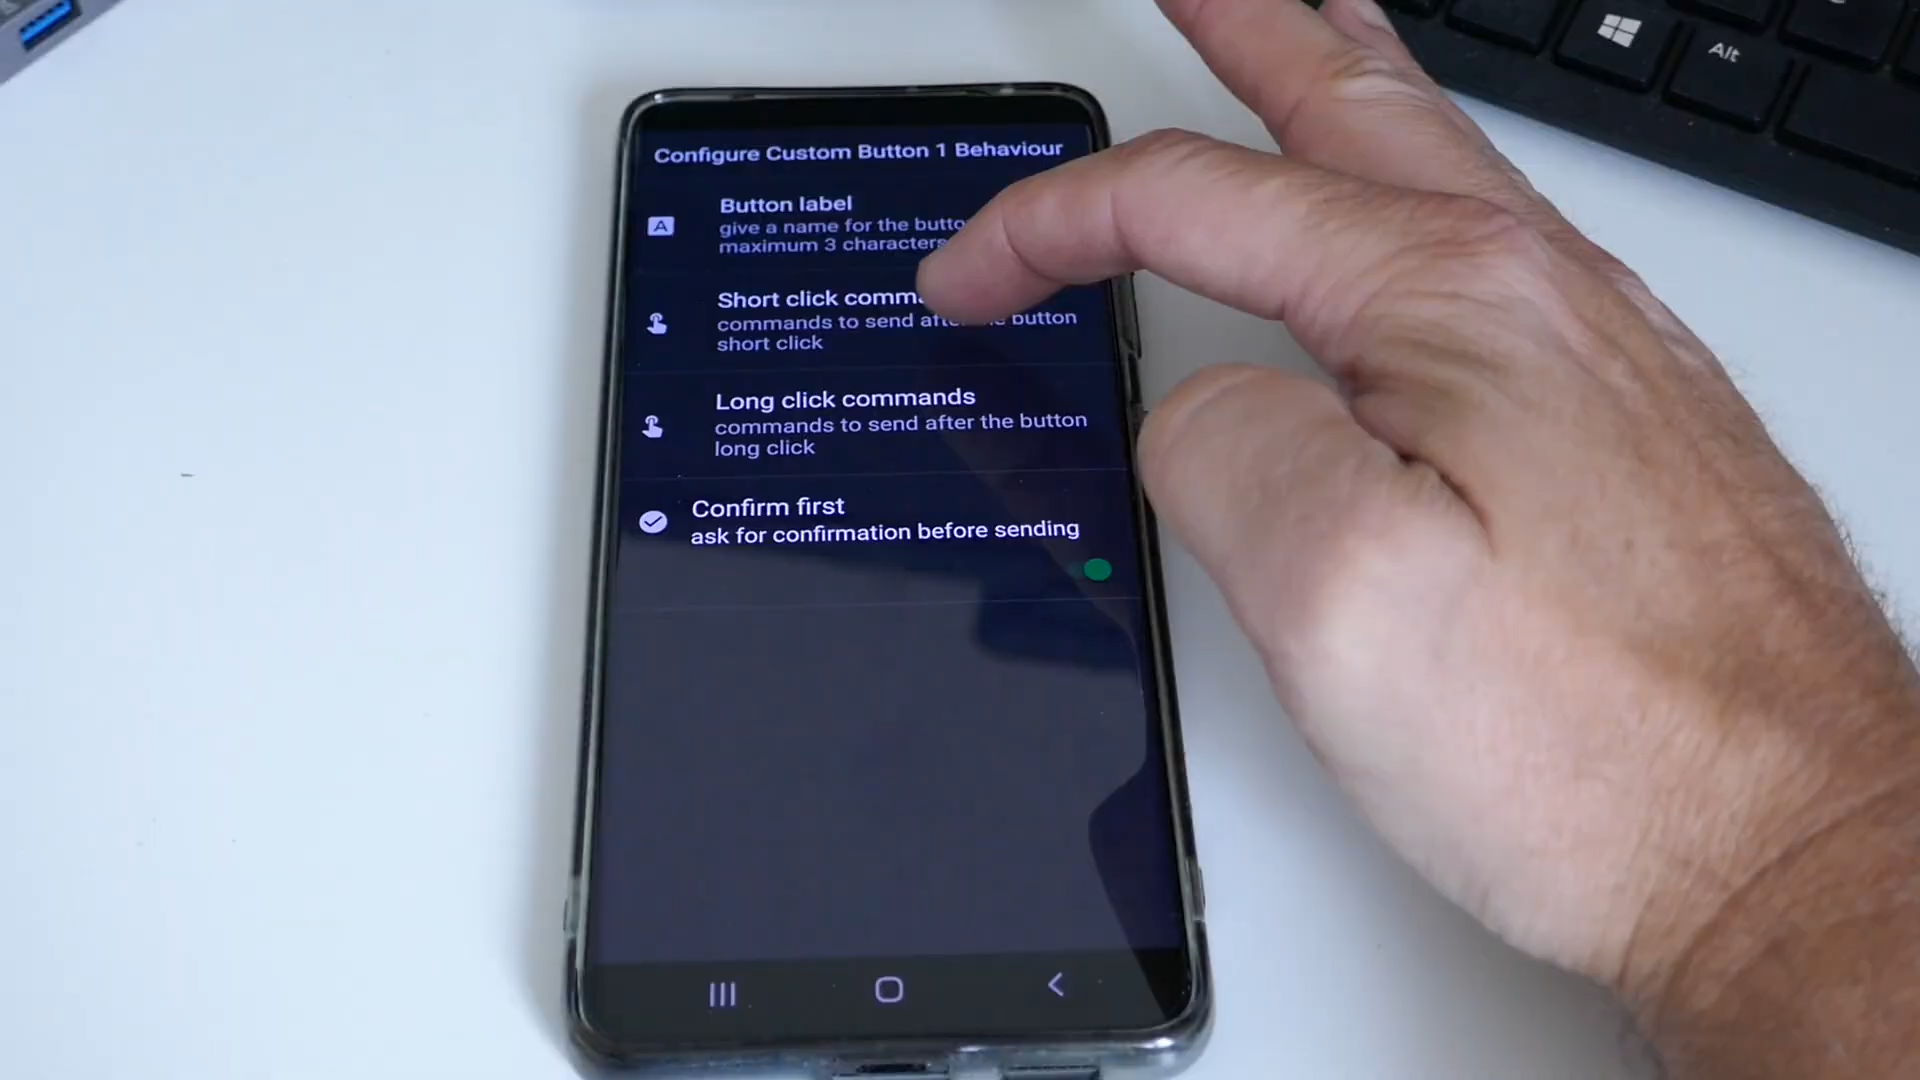 Configure Custom Button 1 Behaviour
A
Button label
give a name for the
maximum 3 characters
Short click
commands to send button
short click
Long click commands
commands to send after the button
long click
Confirm first
ask for confirmation before sending
Alt